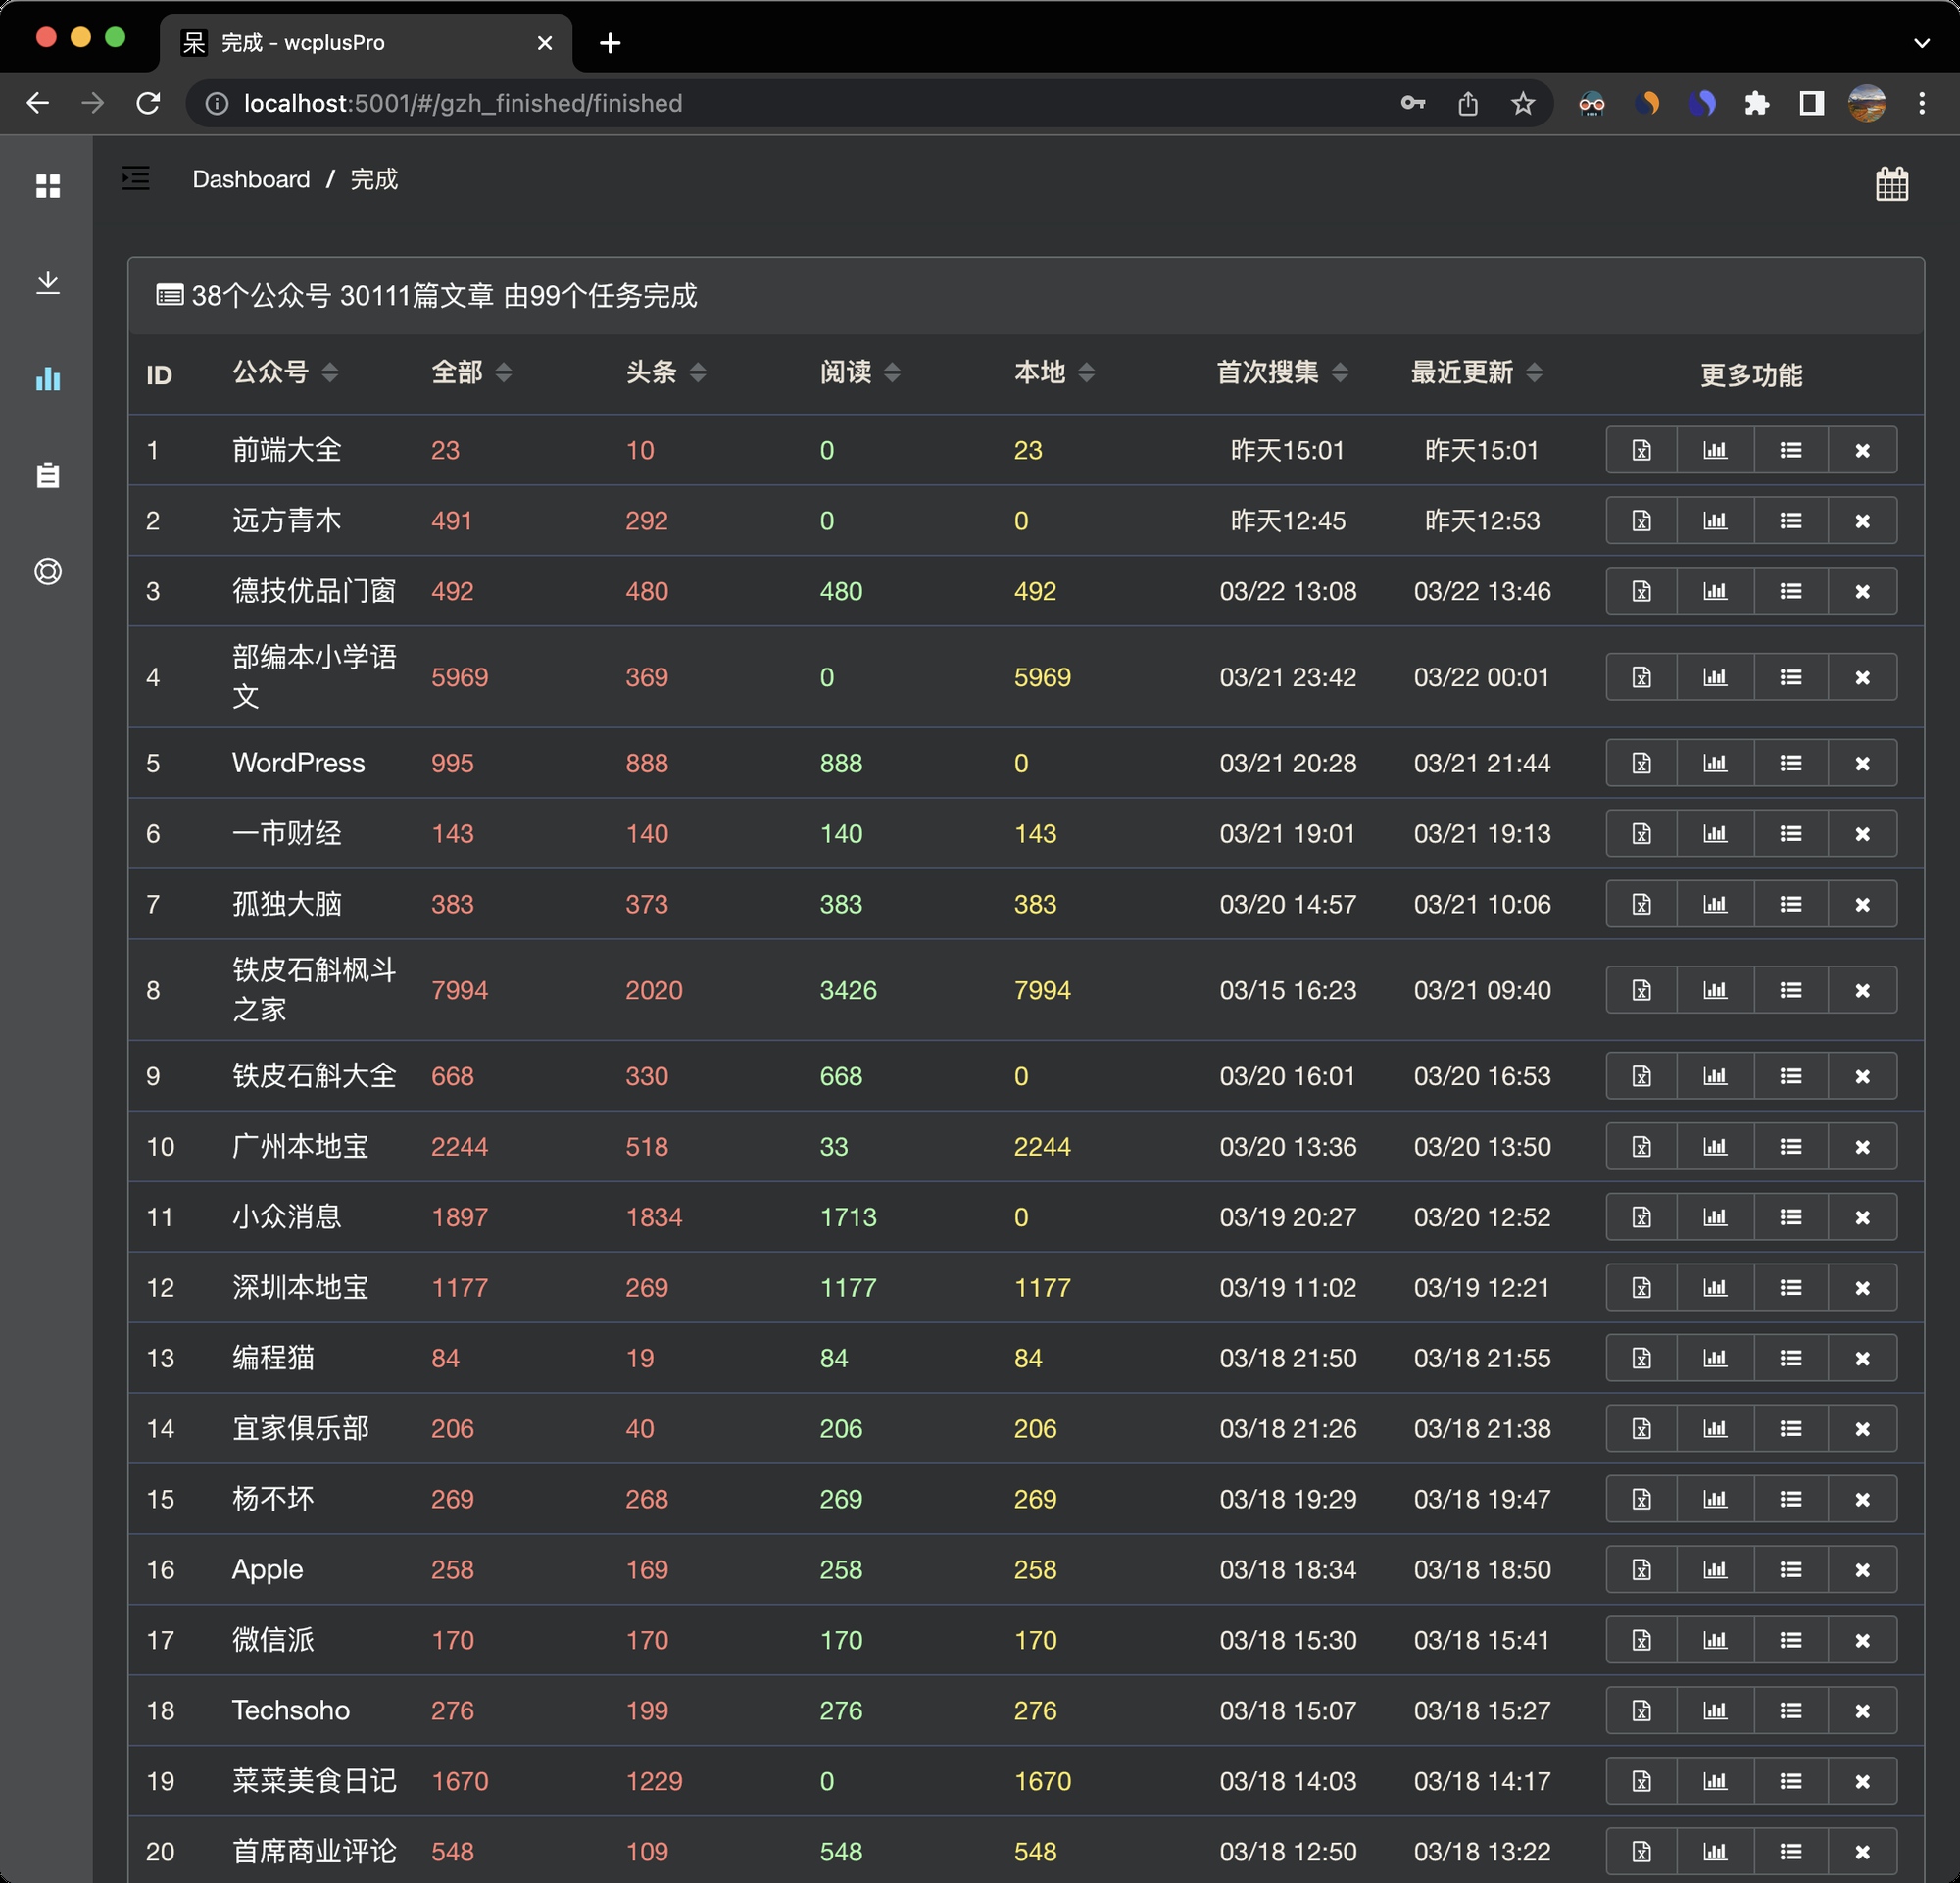 呆 完成 - wcplusPro
localhost:5001/#/gzh_finished/finished
Dashboard / 完成
38个公众号 30111篇文章 由99个任务完成
ID 公众号 全部 头条 阅读 本地 首次搜集 最近更新 更多功能
1 前端大全 23 10 0 23 昨天15:01 昨天15:01
2 远方青木 491 292 0 0 昨天12:45 昨天12:53
3 德技优品门窗 492 480 480 492 03/22 13:08 03/22 13:46
4 部编本小学语 5969 369 0 5969 03/21 23:42 03/22 00:01
文
5 WordPress 995 888 888 0 03/21 20:28 03/21 21:44
6 一市财经 143 140 140 143 03/21 19:01 03/21 19:13
7 孤独大脑 383 373 383 383 03/20 14:57 03/21 10:06
8 铁皮石斛枫斗 7994 2020 3426 7994 03/15 16:23 03/21 09:40
之家
9 铁皮石斛大全 668 330 668 0 03/20 16:01 03/20 16:53
10 广州本地宝 2244 518 33 2244 03/20 13:36 03/20 13:50
11 小众消息 1897 1834 1713 0 03/19 20:27 03/20 12:52
12 深圳本地宝 1177 269 1177 1177 03/19 11:02 03/19 12:21
13 编程猫 84 19 84 84 03/18 21:50 03/18 21:55
14 宜家俱乐部 206 40 206 206 03/18 21:26 03/18 21:38
15 杨不坏 269 268 269 269 03/18 19:29 03/18 19:47
16 Apple 258 169 258 258 03/18 18:34 03/18 18:50
17 微信派 170 170 170 170 03/18 15:30 03/18 15:41
18 Techsoho 276 199 276 276 03/18 15:07 03/18 15:27
19 菜菜美食日记 1670 1229 0 1670 03/18 14:03 03/18 14:17
20 首席商业评论 548 109 548 548 03/18 12:50 03/18 13:22